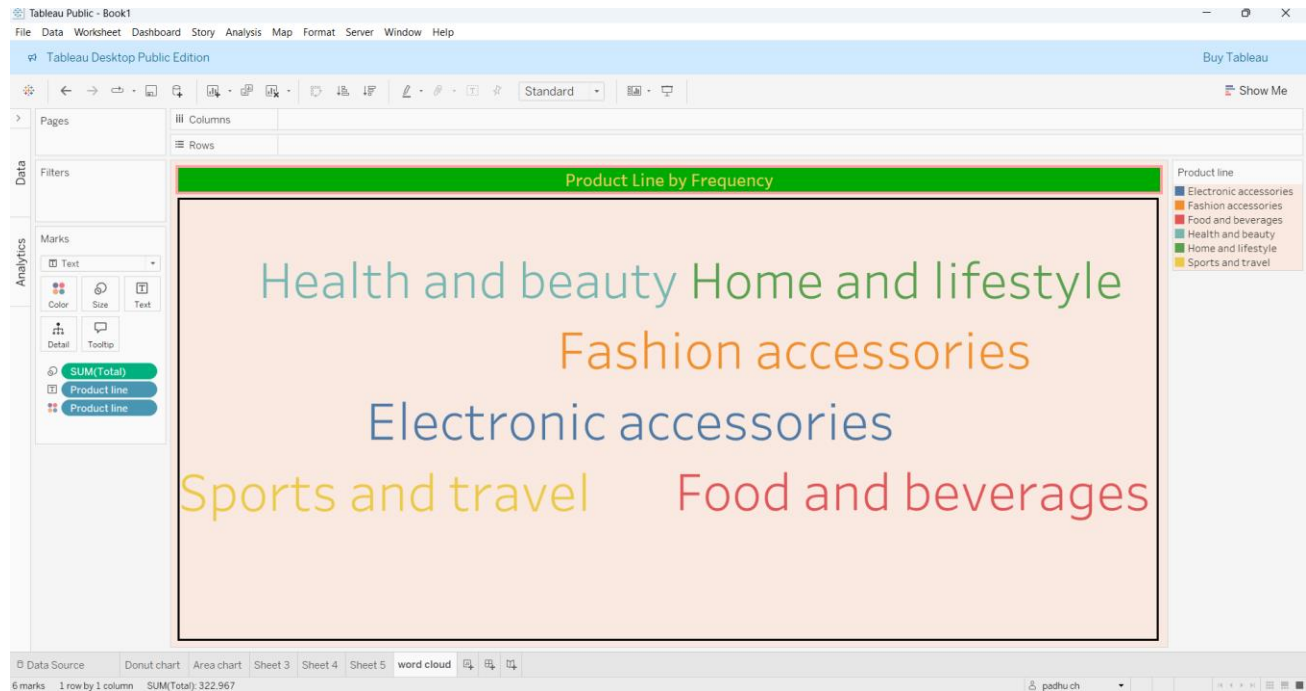 Tableau Public - Book1
File Data Worksheet Dashboard Story Analysis Map Format Server Window Help
Tableau Desktop Public Edition Buy Tableau
Standard Show Me
Pages
Columns
Rows
Data
Filters
Analytics
Marks
Text
Color Size Text
Detail Tooltip
SUM(Total)
Product line
Product line
Product Line by Frequency
Health and beauty Home and lifestyle
Fashion accessories
Electronic accessories
Sports and travel Food and beverages
Product line
Electronic accessories
Fashion accessories
Food and beverages
Health and beauty
Home and lifestyle
Sports and travel
Data Source Donut chart Area chart Sheet 3 Sheet 4 Sheet 5 word cloud
6 marks 1 row by 1 column SUM(Total): 322.967 padhu ch